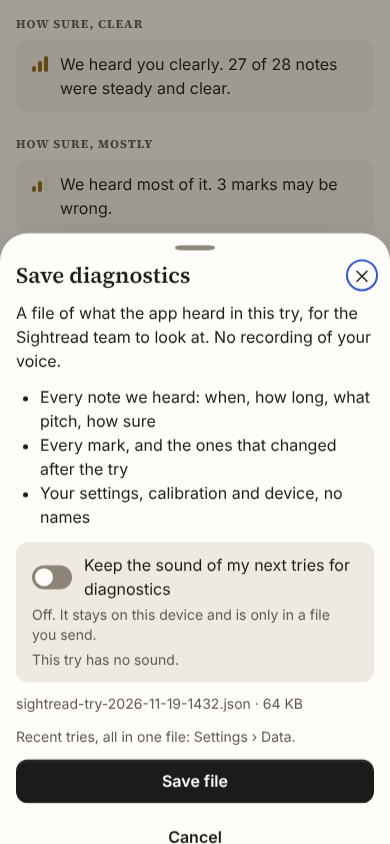 HOW SURE, CLEAR
We heard you clearly. 27 of 28 notes
were steady and clear.
HOW SURE, MOSTLY
We heard most of it. 3 marks may be
wrong.
Save diagnostics
A file of what the app heard in this try, for the
Sightread team to look at. No recording of your
voice.
• Every note we heard: when, how long, what
pitch, how sure
• Every mark, and the ones that changed
after the try
• Your settings, calibration and device, no
names
Keep the sound of my next tries for
diagnostics
Off. It stays on this device and is only in a file
you send.
This try has no sound.
sightread-try-2026-11-19-1432.json · 64 KB
Recent tries, all in one file: Settings › Data.
Save file
Cancel